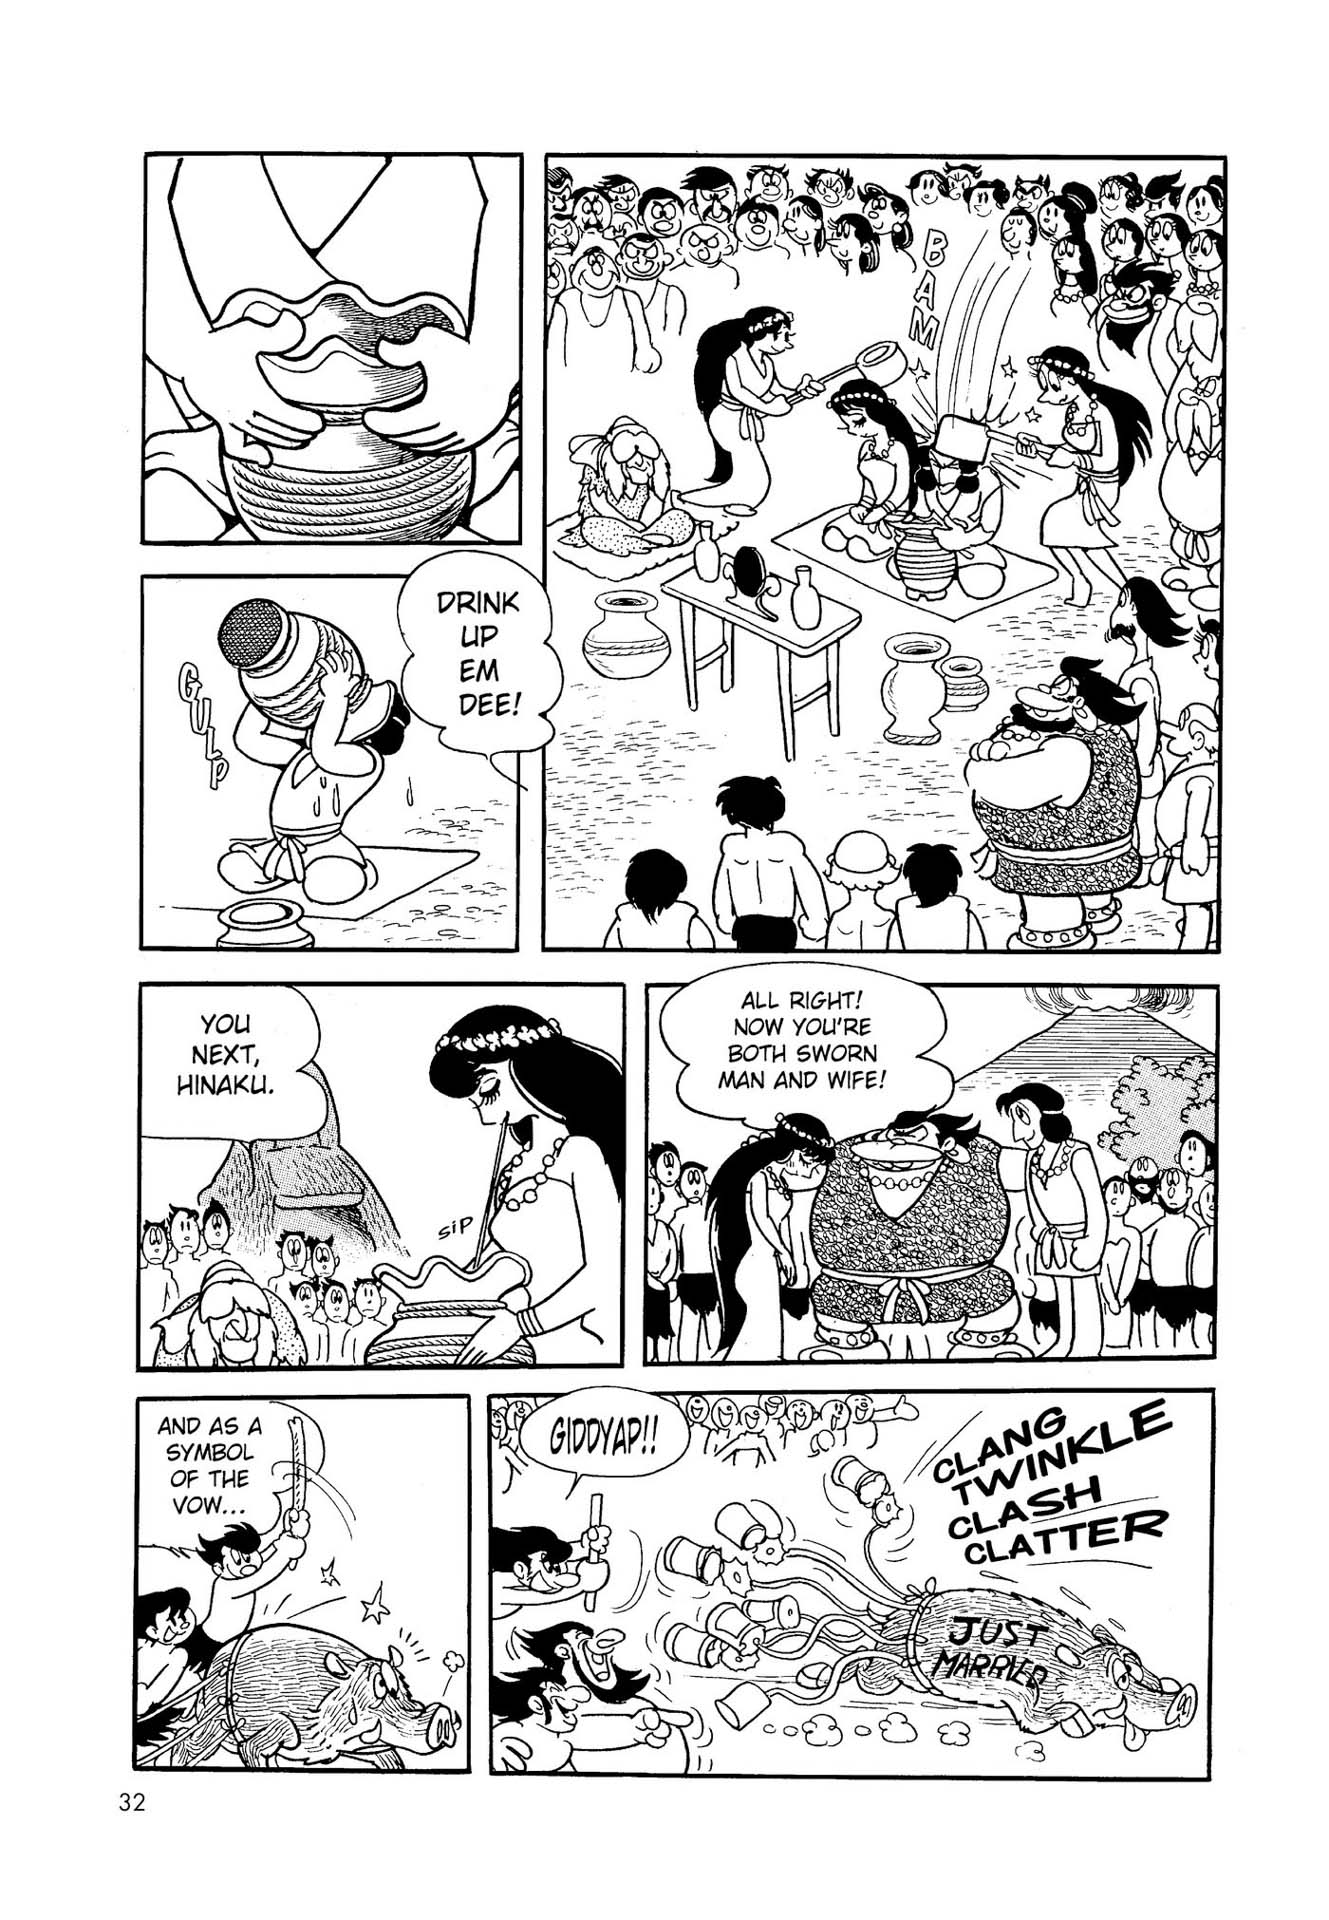 BAM
GULP
DRINK
UP
EM
DEE!
YOU
NEXT,
HINAKU.
SIP
ALL RIGHT!
NOW YOU'RE
BOTH SWORN
MAN AND WIFE!
AND AS A
SYMBOL
OF THE
VOW...
GIDDYAP!!
CLANG
TWINKLE
CLASH
CLATTER
JUST
MARRIED
32